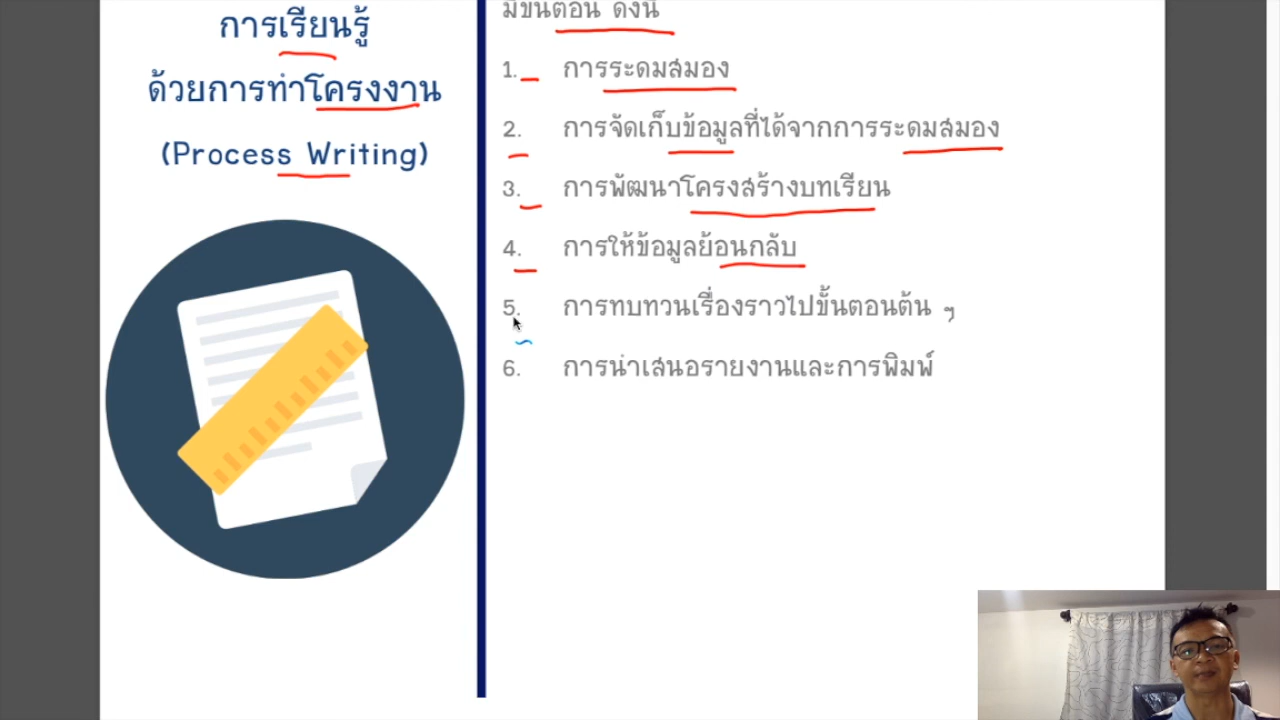 การเรียนรู้
ด้วยการทำโครงงาน
(Process Writing)
มีขั้นตอน ดังนี้
1. การระดมสมอง
2. การจัดเก็บข้อมูลที่ได้จากการระดมสมอง
3. การพัฒนาโครงสร้างบทเรียน
4. การให้ข้อมูลย้อนกลับ
5. การทบทวนเรื่องราวไปขั้นตอนต้น ๆ
6. การนำเสนอรายงานและการพิมพ์